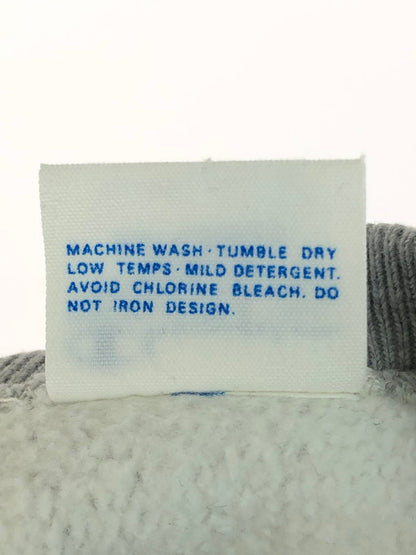 MACHINE WASH · TUMBLE DRY
LOW TEMPS · MILD DETERGENT.
AVOID CHLORINE BLEACH. DO
NOT IRON DESIGN.